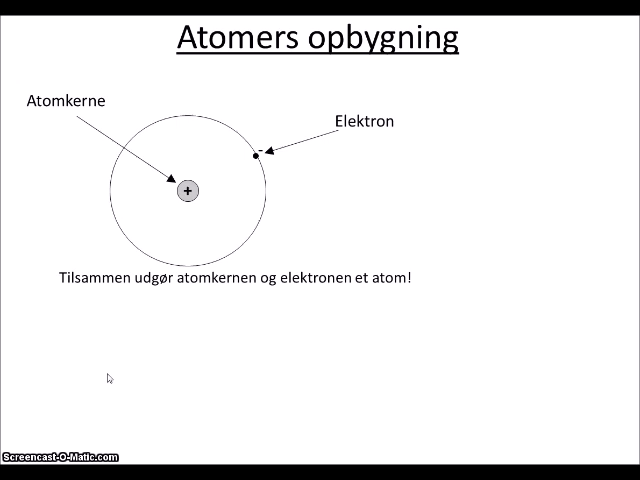 Atomers opbygning
Atomkerne
Elektron
-
+
Tilsammen udgør atomkernen og elektronen et atom!
Screencast-O-Matic.com